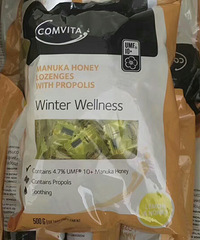 COMVITA
UMF®
10+
MANUKA HONEY
LOZENGES
WITH PROPOLIS
Winter Wellness
Contains 4.7% UMF® 10+ Manuka Honey
Contains Propolis
Soothing
500g